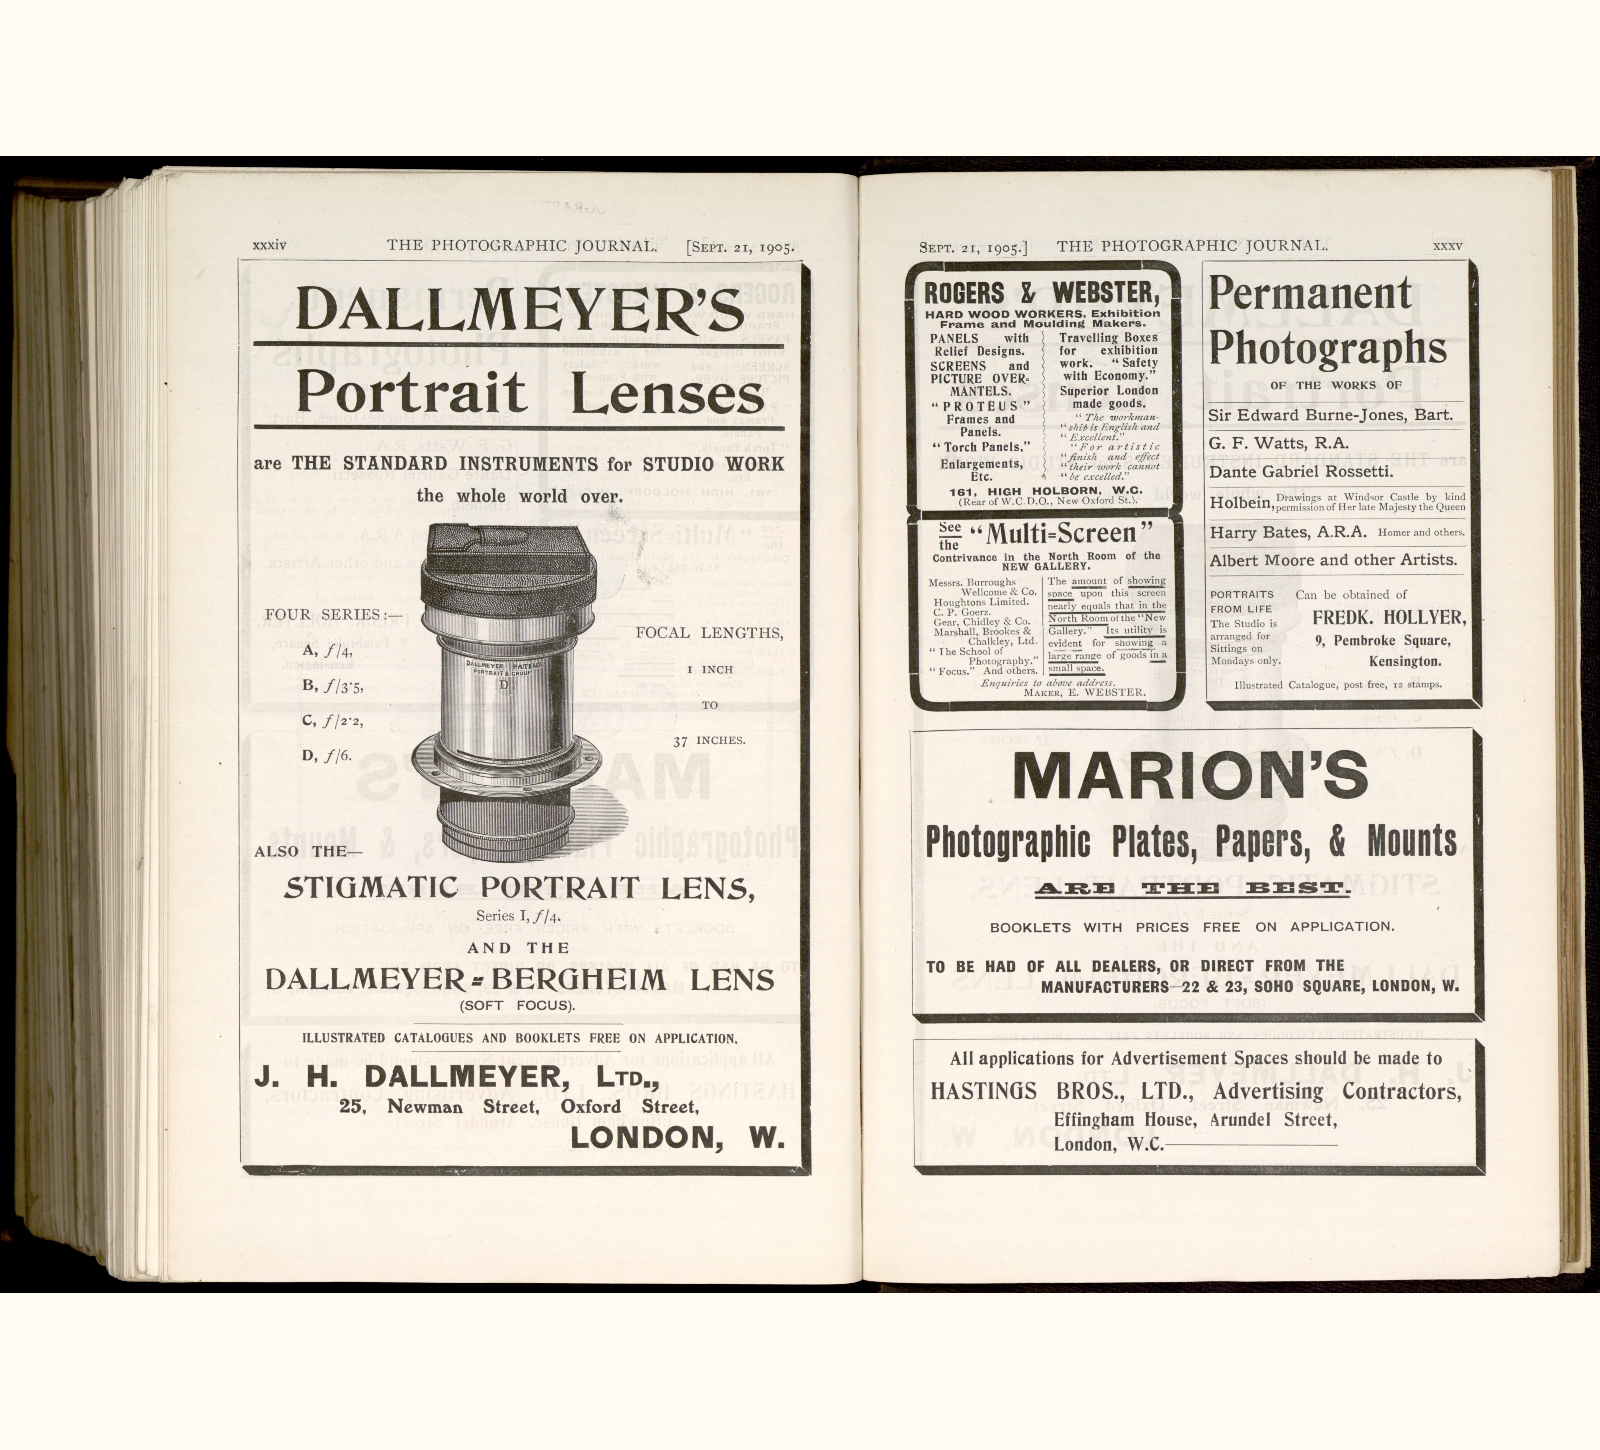 xxxiv THE PHOTOGRAPHIC JOURNAL. [SEPT. 21, 1905.
DALLMEYER'S
Portrait Lenses
are THE STANDARD INSTRUMENTS for STUDIO WORK
the whole world over.
FOUR SERIES:—
A, f/4,
B, f/3·5,
C, f/2·2,
D, f/6.
DALLMEYER PATENT
PORTRAIT & GROUP
D
FOCAL LENGTHS,
1 INCH
TO
37 INCHES.
ALSO THE—
STIGMATIC PORTRAIT LENS,
Series I, f/4.
AND THE
DALLMEYER-BERGHEIM LENS
(SOFT FOCUS).
ILLUSTRATED CATALOGUES AND BOOKLETS FREE ON APPLICATION.
J. H. DALLMEYER, LTD.,
25, Newman Street, Oxford Street,
LONDON, W.
SEPT. 21, 1905.] THE PHOTOGRAPHIC JOURNAL. xxxv
ROGERS & WEBSTER,
HARD WOOD WORKERS, Exhibition
Frame and Moulding Makers.
PANELS with
Relief Designs.
SCREENS and
PICTURE OVER-
MANTELS.
"PROTEUS"
Frames and
Panels.
"Torch Panels,"
Enlargements,
Etc.
Travelling Boxes
for exhibition
work. "Safety
with Economy."
Superior London
made goods.
"The workman-
"ship is English and
"Excellent."
"For artistic
"finish and effect
"their work cannot
"be excelled."
161, HIGH HOLBORN, W.C.
(Rear of W.C.D.O., New Oxford St.).
See
the "Multi-Screen"
Contrivance in the North Room of the
NEW GALLERY.
Messrs. Burroughs
Wellcome & Co.
Houghtons Limited.
C. P. Goerz.
Gear, Chidley & Co.
Marshall, Brookes &
Chalkley, Ltd.
"The School of
Photography."
"Focus." And others.
The amount of showing
space upon this screen
nearly equals that in the
North Room of the "New
Gallery." Its utility is
evident for showing a
large range of goods in a
small space.
Enquiries to above address.
MAKER, E. WEBSTER.
Permanent
Photographs
OF THE WORKS OF
Sir Edward Burne-Jones, Bart.
G. F. Watts, R.A.
Dante Gabriel Rossetti.
Holbein, Drawings at Windsor Castle by kind
permission of Her late Majesty the Queen
Harry Bates, A.R.A. Homer and others.
Albert Moore and other Artists.
PORTRAITS
FROM LIFE
The Studio is
arranged for
Sittings on
Mondays only.
Can be obtained of
FREDK. HOLLYER,
9, Pembroke Square,
Kensington.
Illustrated Catalogue, post free, 12 stamps.
MARION'S
Photographic Plates, Papers, & Mounts
ARE THE BEST.
BOOKLETS WITH PRICES FREE ON APPLICATION.
TO BE HAD OF ALL DEALERS, OR DIRECT FROM THE
MANUFACTURERS—22 & 23, SOHO SQUARE, LONDON, W.
All applications for Advertisement Spaces should be made to
HASTINGS BROS., LTD., Advertising Contractors,
Effingham House, Arundel Street,
London, W.C.